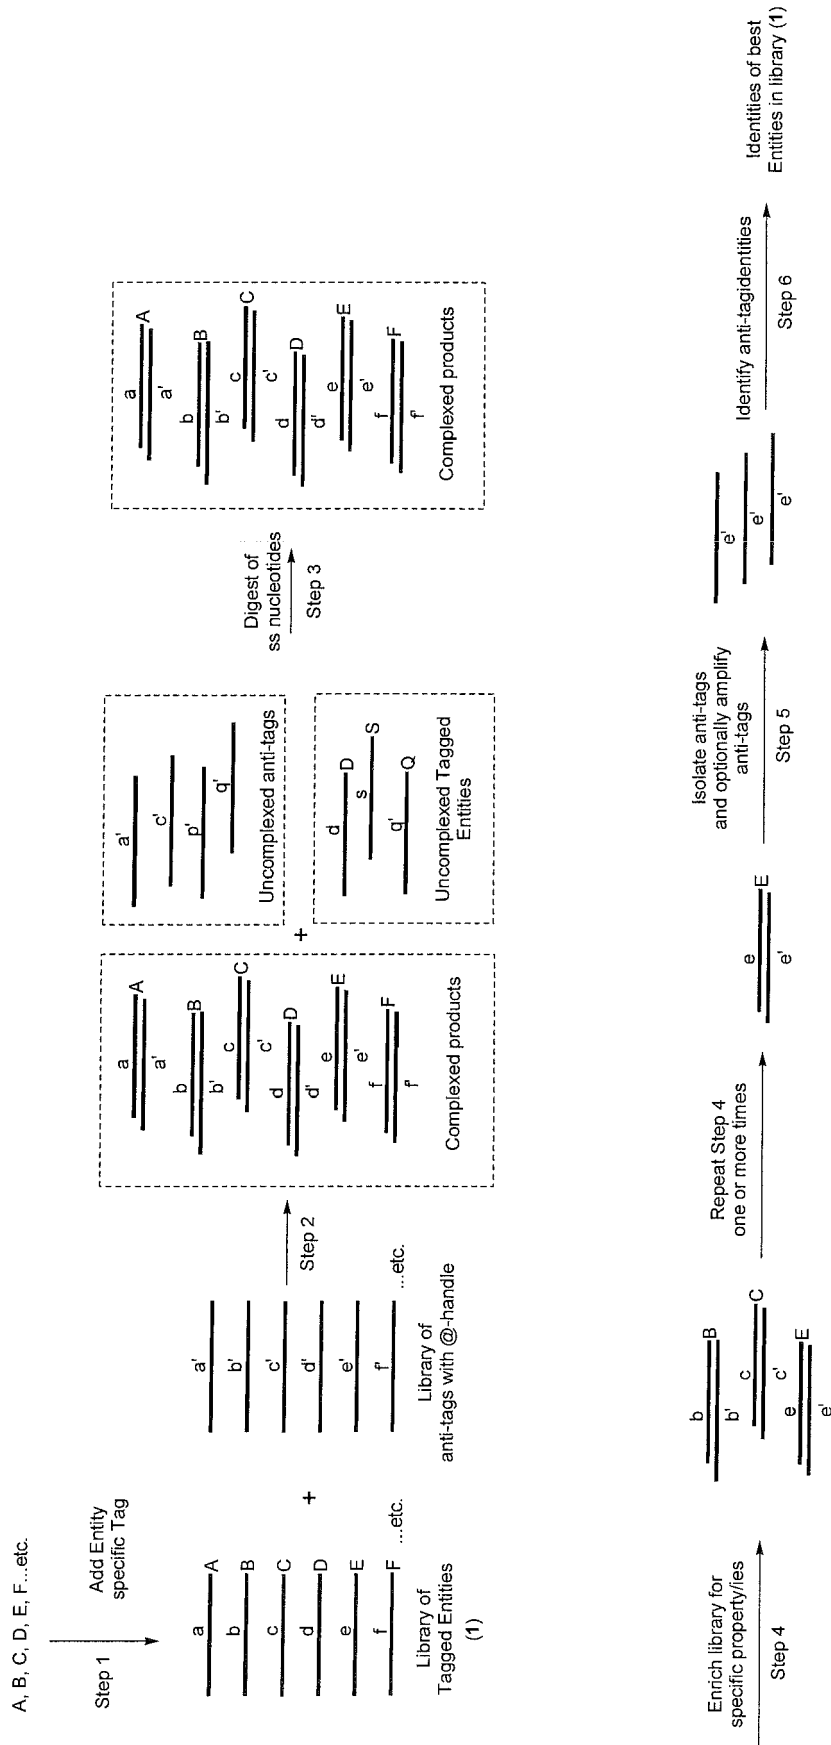 A, B, C, D, E, F...etc.
Step 1
Add Entity
specific Tag
a
A
b
B
c
C
d
D
e
E
f
F
...etc.
Library of
Tagged Entities
(1)
+
a'
b'
c'
d'
e'
f'
...etc.
Library of
anti-tags with @-handle
Step 2
a
A
a'
b
B
b'
c
C
c'
d
D
d'
e
E
e'
f
F
f'
Complexed products
+
a'
c'
p'
q'
Uncomplexed anti-tags
d
D
s
S
q'
Q
Uncomplexed Tagged
Entities
Digest of
ss nucleotides
Step 3
a
A
a'
b
B
b'
c
C
c'
d
D
d'
e
E
e'
f
F
f'
Complexed products
Enrich library for
specific property/ies
Step 4
b
B
b'
c
C
c'
e
E
e'
Repeat Step 4
one or more times
e
E
e'
Isolate anti-tags
and optionally amplify
anti-tags
Step 5
e'
e'
e'
Identify anti-tagidentities
Step 6
Identities of best
Entities in library (1)